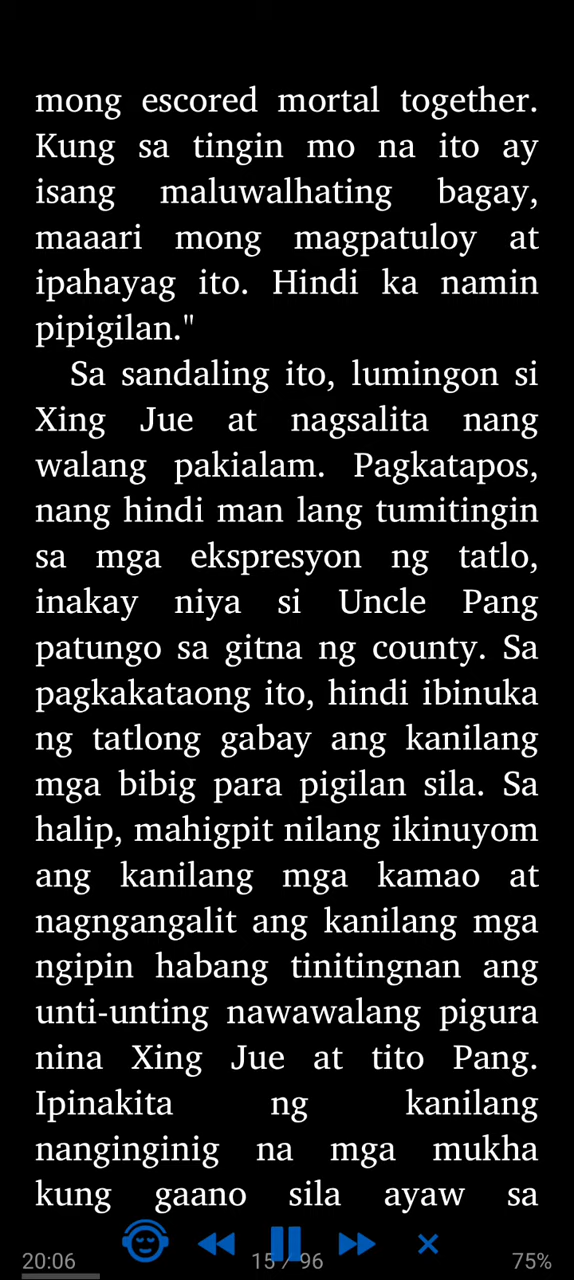 mong escored mortal together.
Kung sa tingin mo na ito ay
isang maluwalhating bagay,
maaari mong magpatuloy at
ipahayag ito. Hindi ka namin
pipigilan."
Sa sandaling ito, lumingon si
Xing Jue at nagsalita nang
walang pakialam. Pagkatapos,
nang hindi man lang tumitingin
sa mga ekspresyon ng tatlo,
inakay niya si Uncle Pang
patungo sa gitna ng county. Sa
pagkakataong ito, hindi ibinuka
ng tatlong gabay ang kanilang
mga bibig para pigilan sila. Sa
halip, mahigpit nilang ikinuyom
ang kanilang mga kamao at
nagngangalit ang kanilang mga
ngipin habang tinitingnan ang
unti-unting nawawalang pigura
nina Xing Jue at tito Pang.
Ipinakita ng kanilang
nanginginig na mga mukha
kung gaano sila ayaw sa
20:06 15 / 96 75%